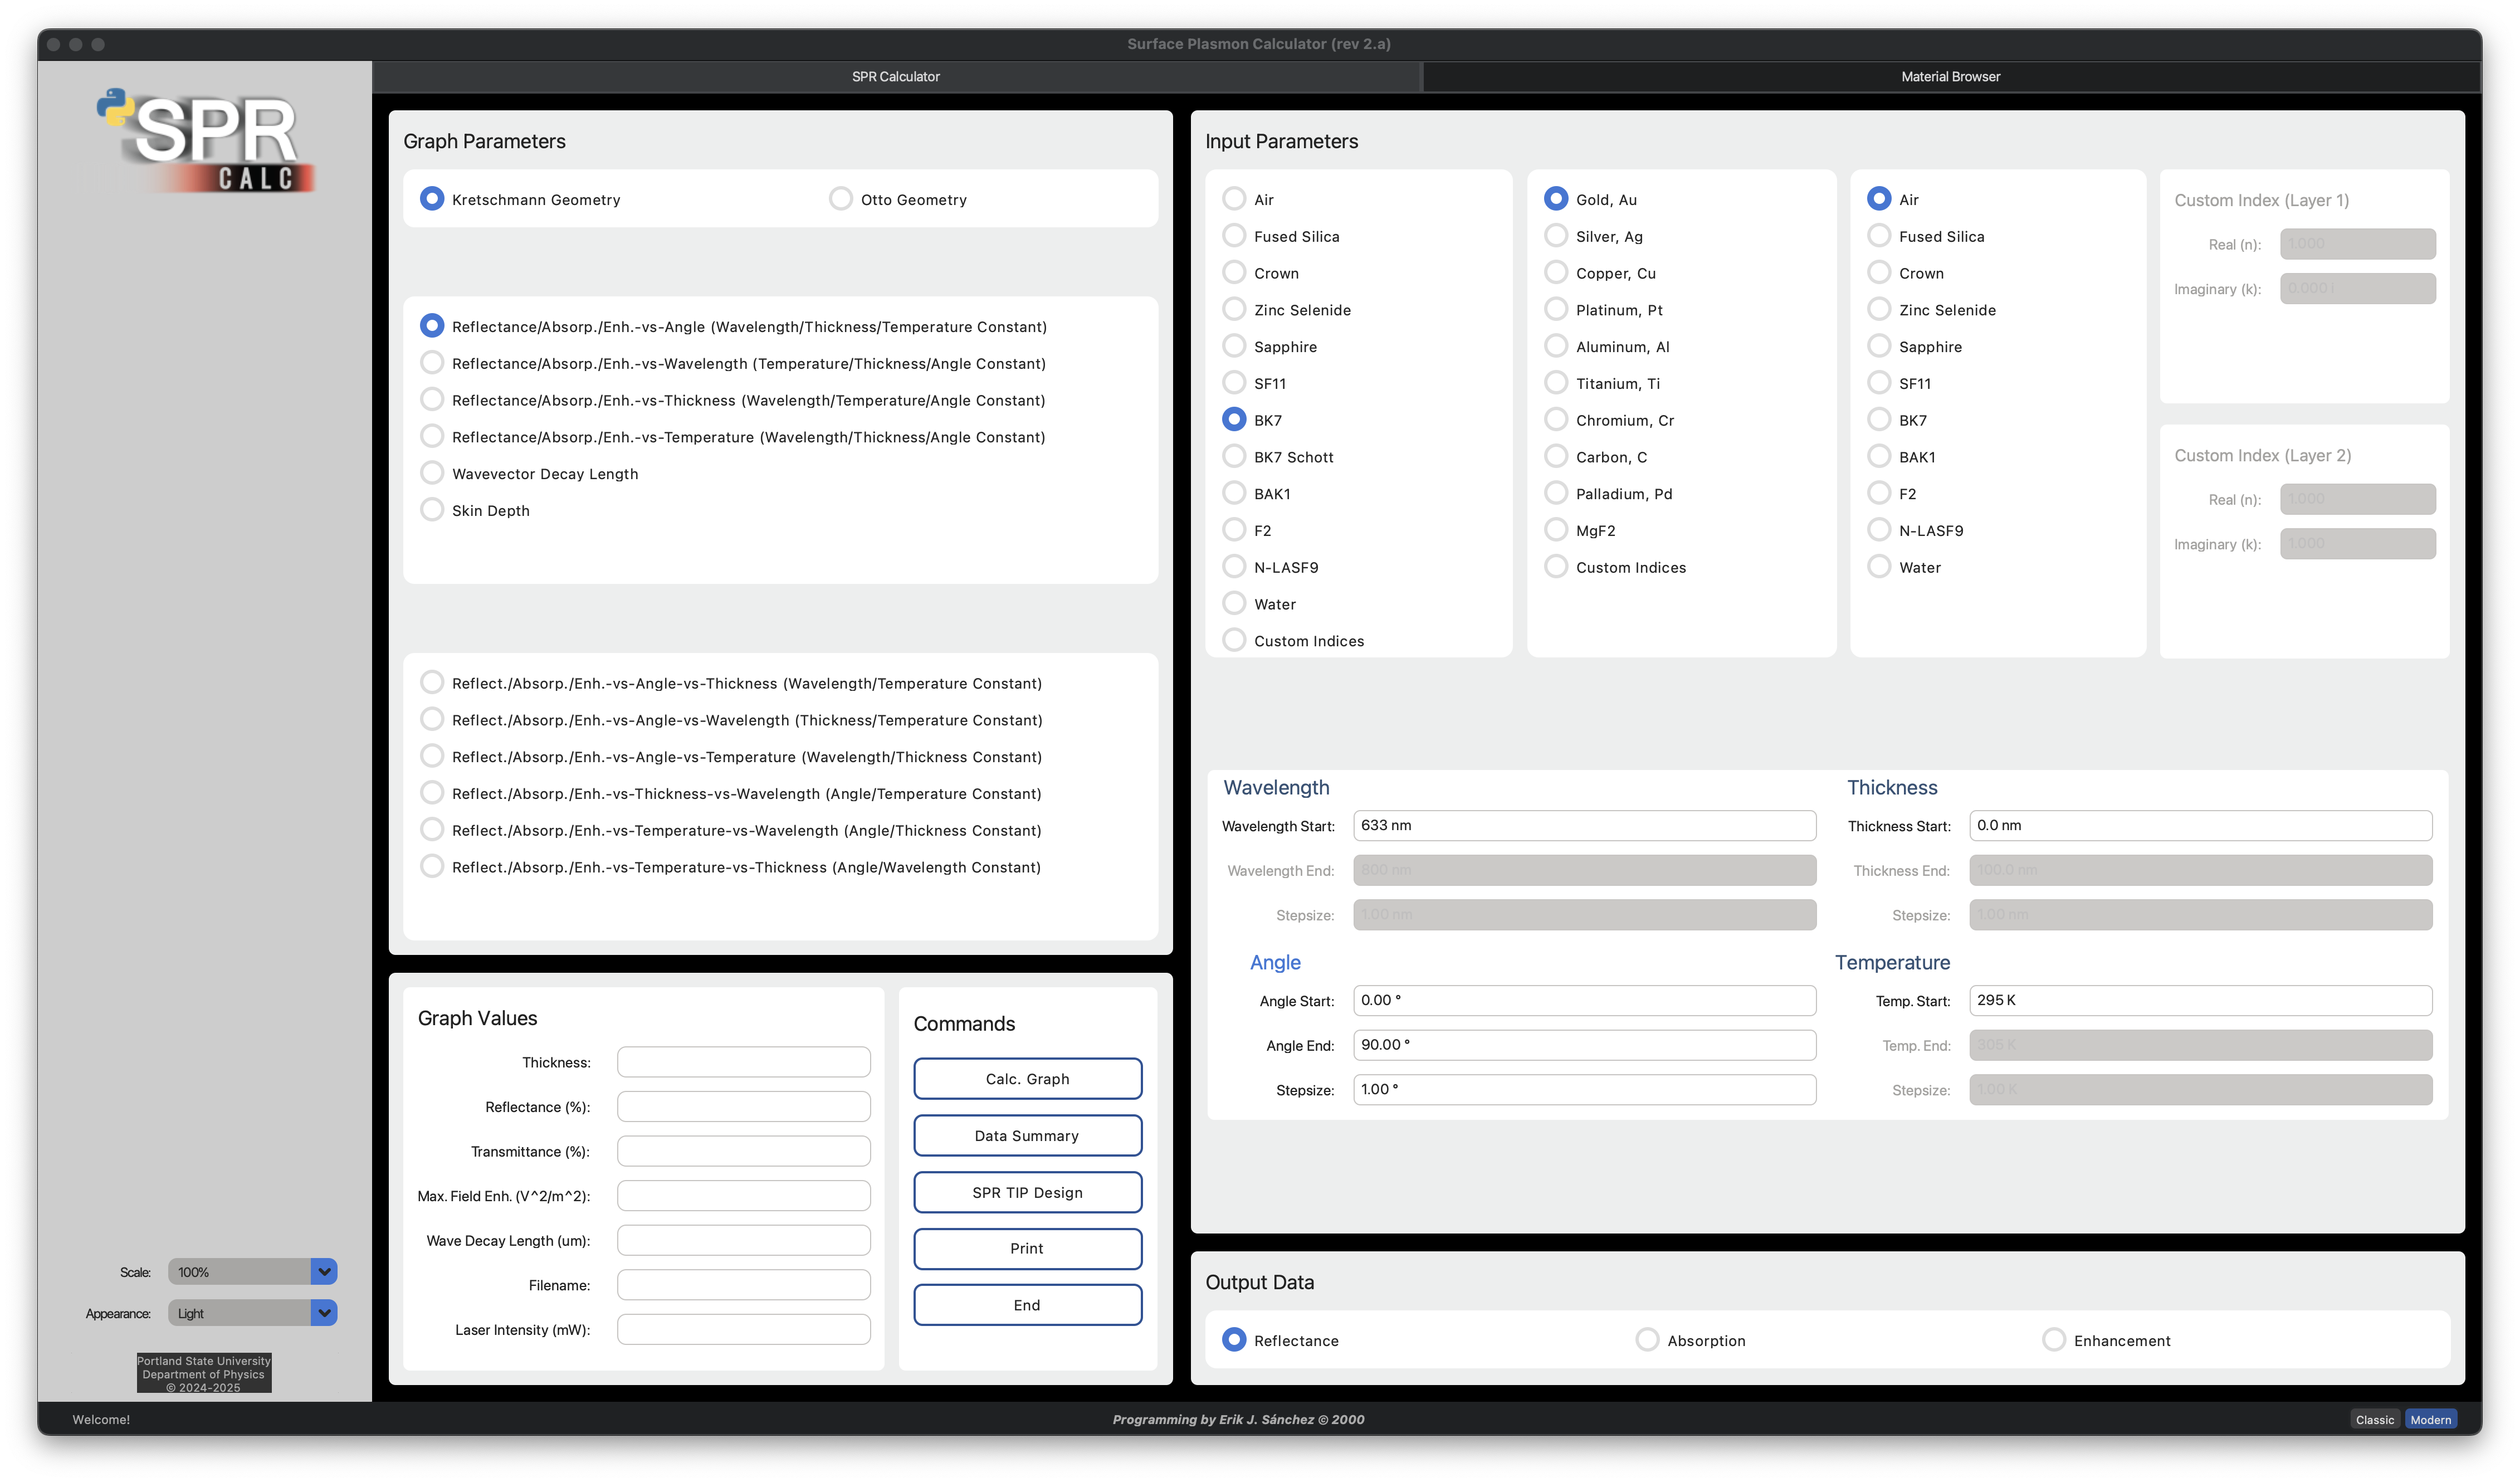 Surface Plasmon Calculator (rev 2.a)
SPR Calculator
Material Browser
SPR
CALC
Graph Parameters
Kretschmann Geometry
Otto Geometry
Reflectance/Absorp./Enh.-vs-Angle (Wavelength/Thickness/Temperature Constant)
Reflectance/Absorp./Enh.-vs-Wavelength (Temperature/Thickness/Angle Constant)
Reflectance/Absorp./Enh.-vs-Thickness (Wavelength/Temperature/Angle Constant)
Reflectance/Absorp./Enh.-vs-Temperature (Wavelength/Thickness/Angle Constant)
Wavevector Decay Length
Skin Depth
Reflect./Absorp./Enh.-vs-Angle-vs-Thickness (Wavelength/Temperature Constant)
Reflect./Absorp./Enh.-vs-Angle-vs-Wavelength (Thickness/Temperature Constant)
Reflect./Absorp./Enh.-vs-Angle-vs-Temperature (Wavelength/Thickness Constant)
Reflect./Absorp./Enh.-vs-Thickness-vs-Wavelength (Angle/Temperature Constant)
Reflect./Absorp./Enh.-vs-Temperature-vs-Wavelength (Angle/Thickness Constant)
Reflect./Absorp./Enh.-vs-Temperature-vs-Thickness (Angle/Wavelength Constant)
Graph Values
Thickness:
Reflectance (%):
Transmittance (%):
Max. Field Enh. (V^2/m^2):
Wave Decay Length (um):
Filename:
Laser Intensity (mW):
Commands
Calc. Graph
Data Summary
SPR TIP Design
Print
End
Input Parameters
Air
Fused Silica
Crown
Zinc Selenide
Sapphire
SF11
BK7
BK7 Schott
BAK1
F2
N-LASF9
Water
Custom Indices
Gold, Au
Silver, Ag
Copper, Cu
Platinum, Pt
Aluminum, Al
Titanium, Ti
Chromium, Cr
Carbon, C
Palladium, Pd
MgF2
Custom Indices
Air
Fused Silica
Crown
Zinc Selenide
Sapphire
SF11
BK7
BAK1
F2
N-LASF9
Water
Custom Index (Layer 1)
Real (n): 1.000
Imaginary (k): 0.000 i
Custom Index (Layer 2)
Real (n): 1.000
Imaginary (k): 1.000
Wavelength
Wavelength Start: 633 nm
Wavelength End: 800 nm
Stepsize: 1.00 nm
Thickness
Thickness Start: 0.0 nm
Thickness End: 100.0 nm
Stepsize: 1.00 nm
Angle
Angle Start: 0.00 °
Angle End: 90.00 °
Stepsize: 1.00 °
Temperature
Temp. Start: 295 K
Temp. End: 305 K
Stepsize: 1.00 K
Output Data
Reflectance
Absorption
Enhancement
Scale: 100%
Appearance: Light
Portland State University
Department of Physics
© 2024-2025
Welcome!
Programming by Erik J. Sánchez © 2000
Classic
Modern